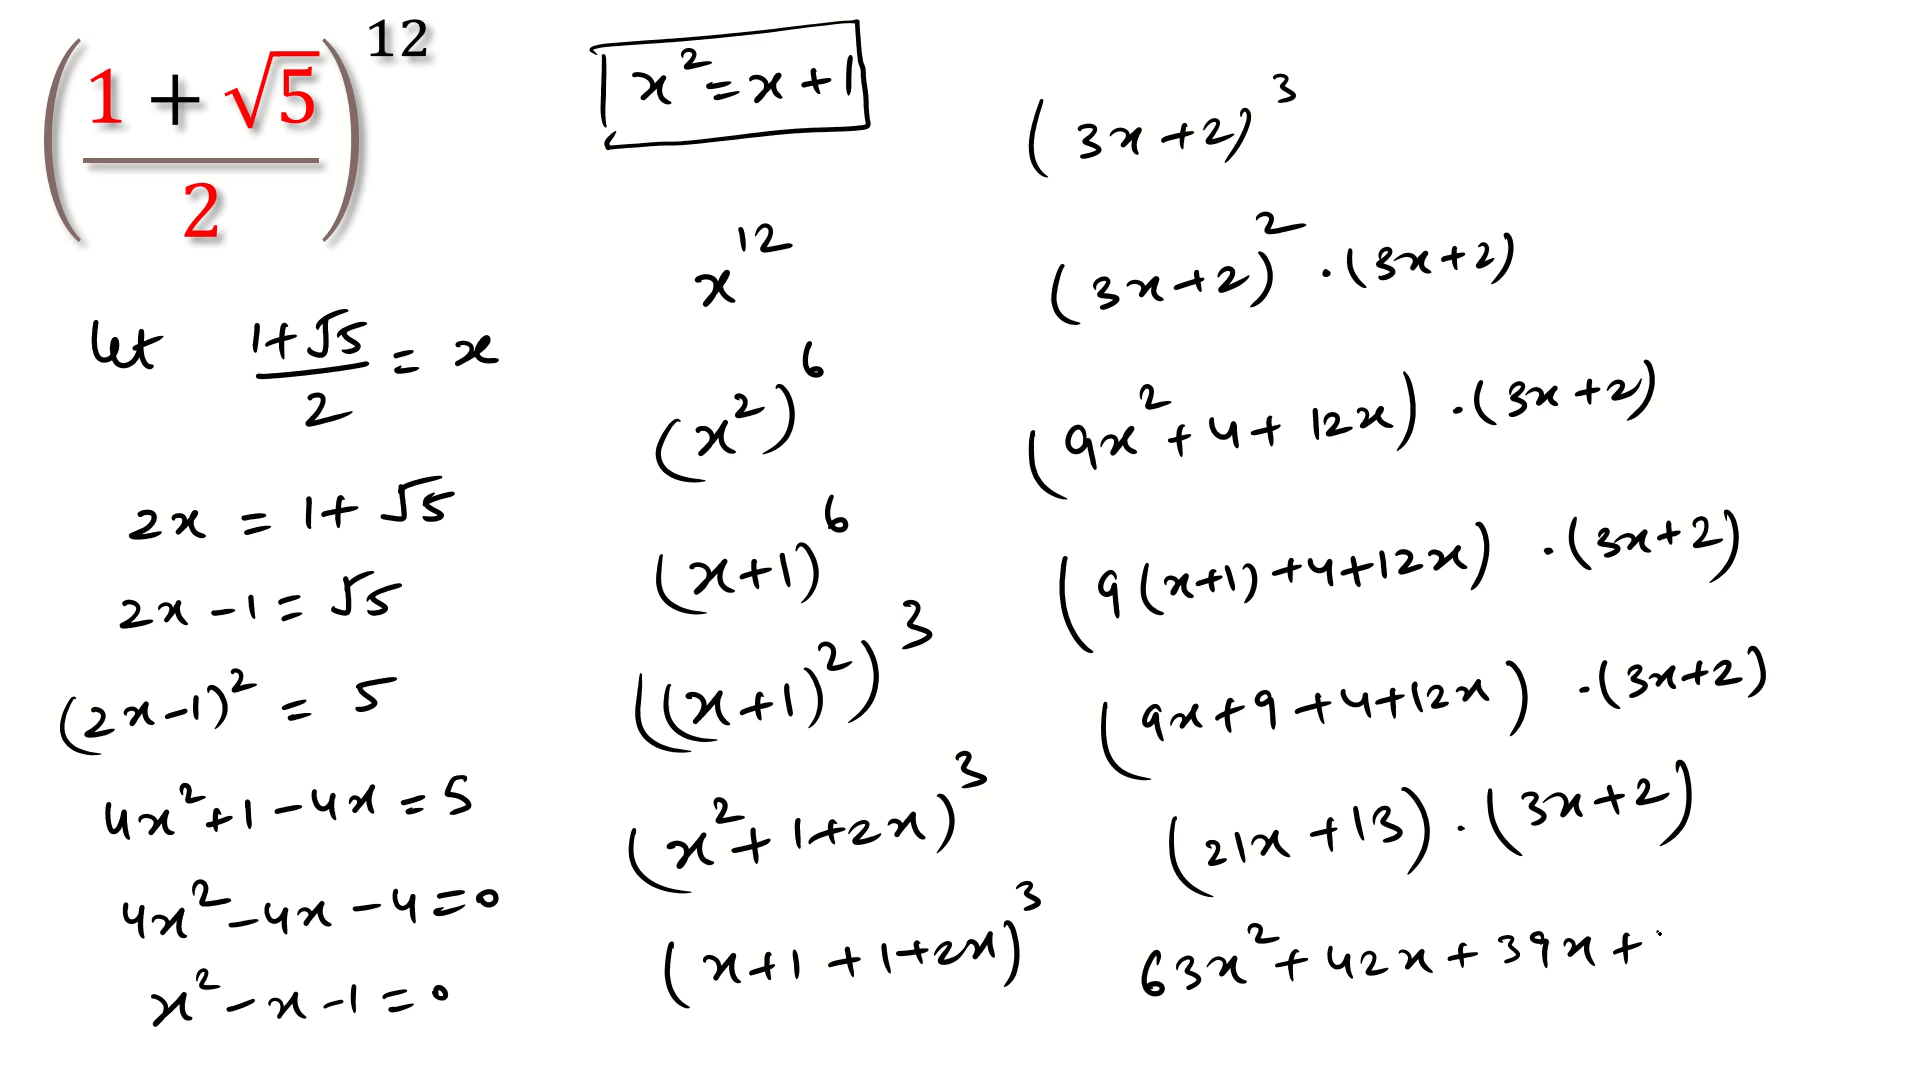 (1 + √5 / 2)^12
let 1+√5 / 2 = x
2x = 1+ √5
2x - 1 = √5
(2x-1)^2 = 5
4x^2+1-4x = 5
4x^2-4x-4=0
x^2-x-1=0
x^2=x+1
x^12
(x^2)^6
(x+1)^6
((x+1)^2)^3
(x^2+1+2x)^3
(x+1+1+2x)^3
(3x+2)^3
(3x+2)^2 . (3x+2)
(9x^2+4+12x) . (3x+2)
(9(x+1)+4+12x) . (3x+2)
(9x+9+4+12x) . (3x+2)
(21x+13) . (3x+2)
63x^2+42x+39x+